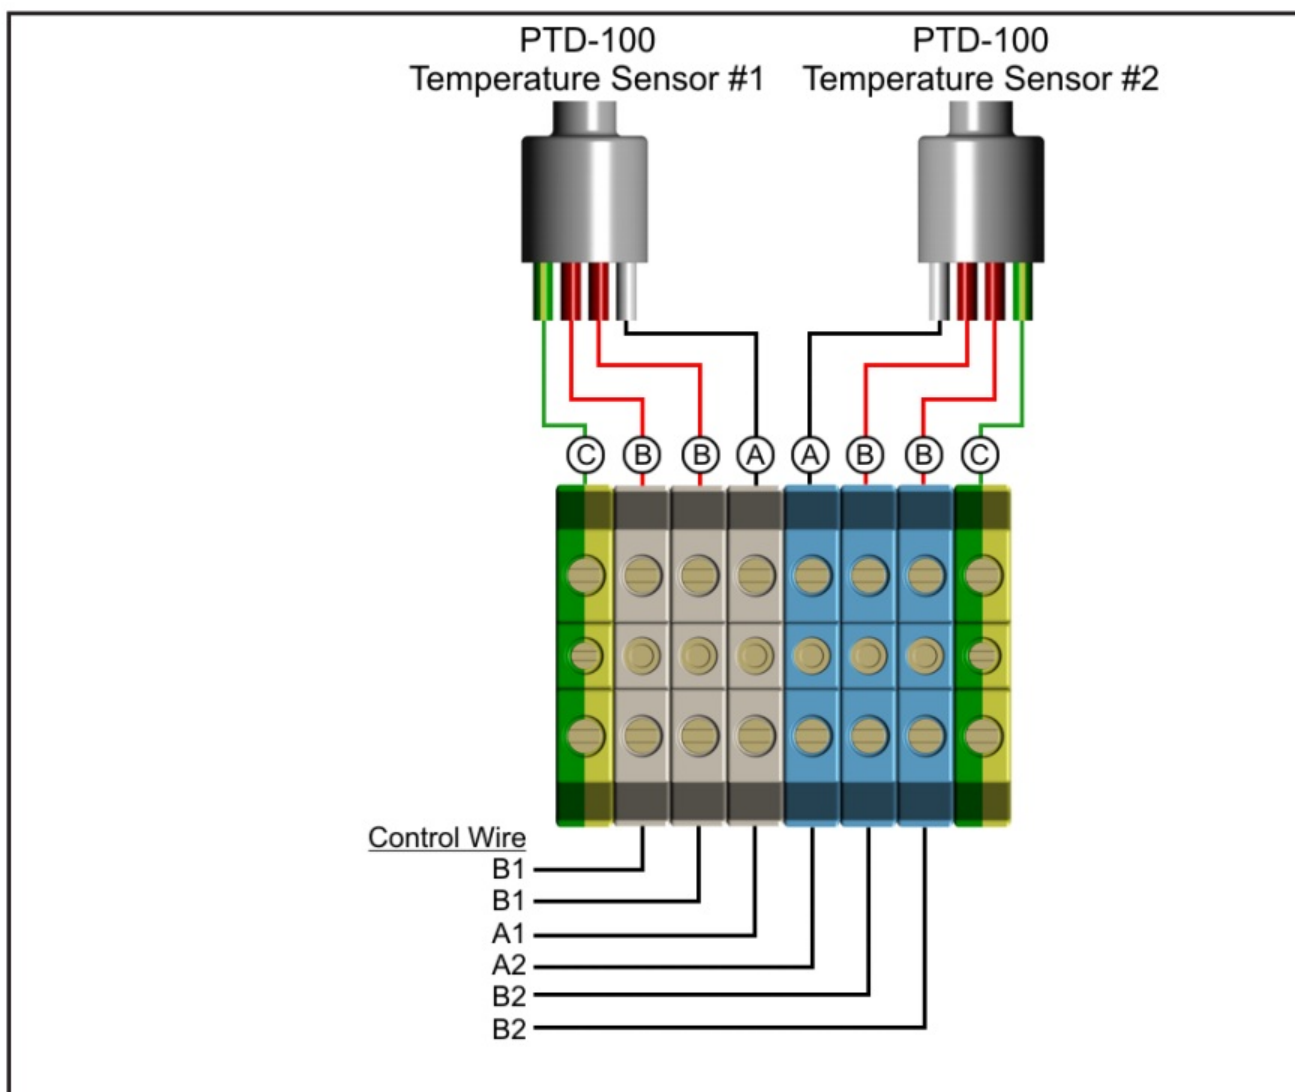 PTD-100
Temperature Sensor #1
PTD-100
Temperature Sensor #2
C
B
B
A
A
B
B
C
Control Wire
B1
B1
A1
A2
B2
B2